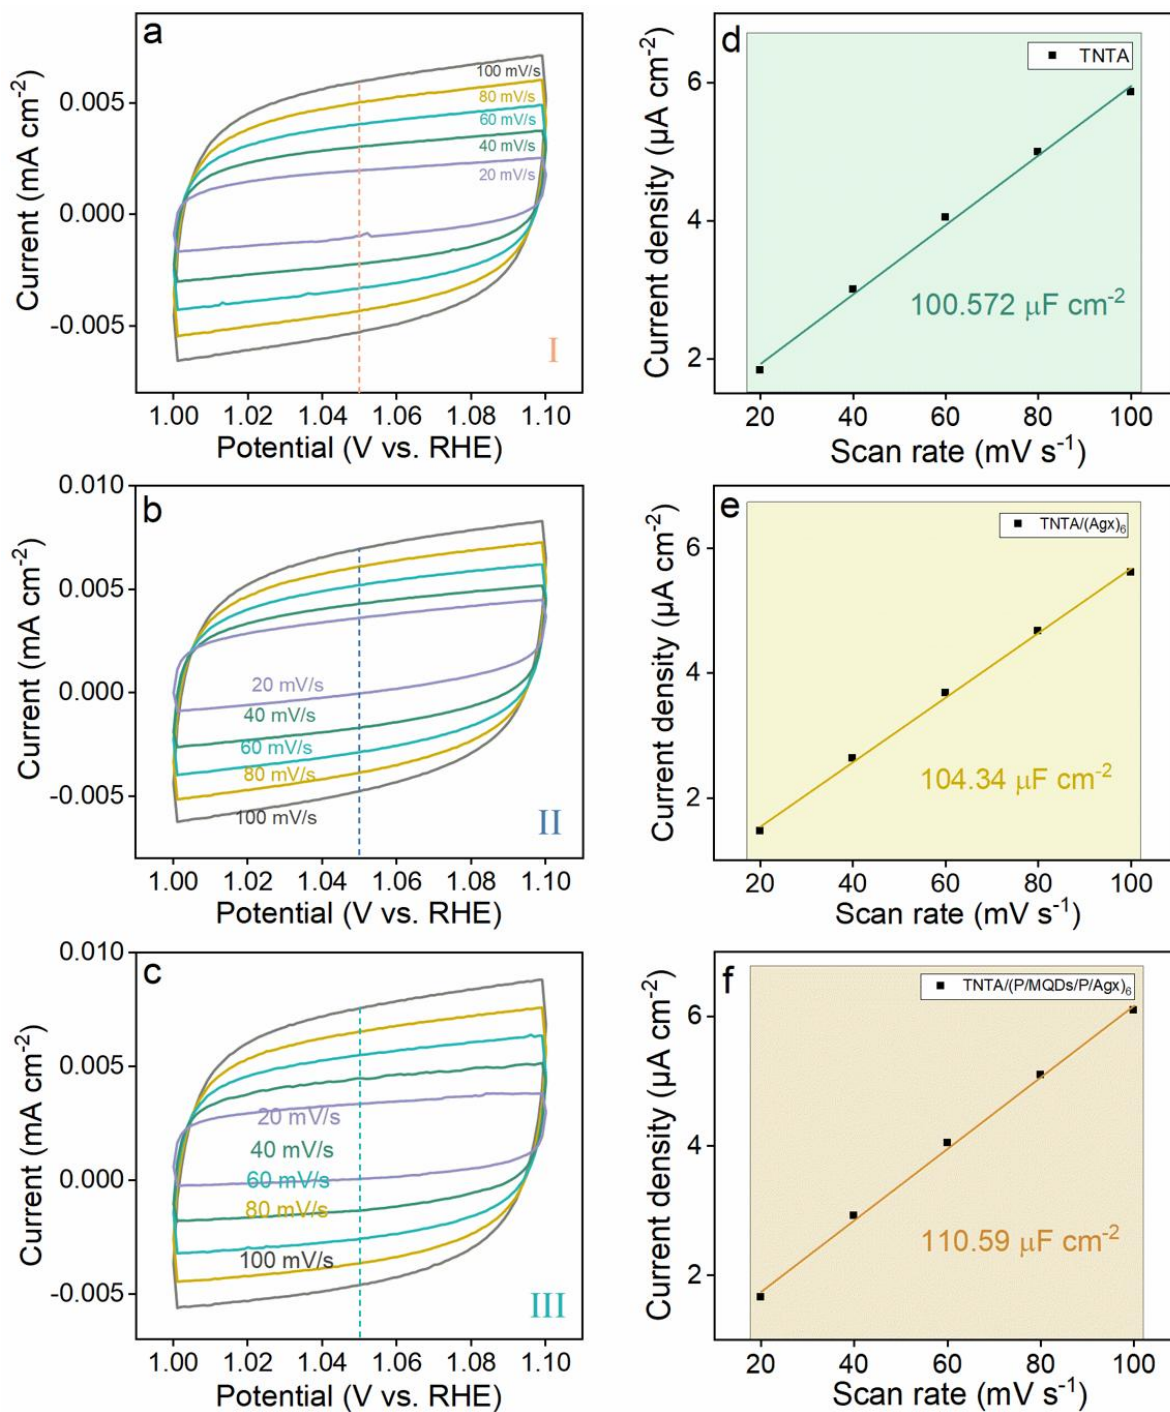 a
100 mV/s
80 mV/s
60 mV/s
40 mV/s
20 mV/s
0.005
0.000
-0.005
Current (mA cm-2)
I
1.00 1.02 1.04 1.06 1.08 1.10
Potential (V vs. RHE)
d
TNTA
6
4
2
Current density (µA cm-2)
100.572 µF cm-2
20 40 60 80 100
Scan rate (mV s-1)
b
0.010
0.005
0.000
-0.005
Current (mA cm-2)
20 mV/s
40 mV/s
60 mV/s
80 mV/s
100 mV/s
II
1.00 1.02 1.04 1.06 1.08 1.10
Potential (V vs. RHE)
e
TNTA/(Agx)6
6
4
2
Current density (µA cm-2)
104.34 µF cm-2
20 40 60 80 100
Scan rate (mV s-1)
c
0.010
0.005
0.000
-0.005
Current (mA cm-2)
20 mV/s
40 mV/s
60 mV/s
80 mV/s
100 mV/s
III
1.00 1.02 1.04 1.06 1.08 1.10
Potential (V vs. RHE)
f
TNTA/(P/MQDs/P/Agx)6
6
4
2
Current density (µA cm-2)
110.59 µF cm-2
20 40 60 80 100
Scan rate (mV s-1)